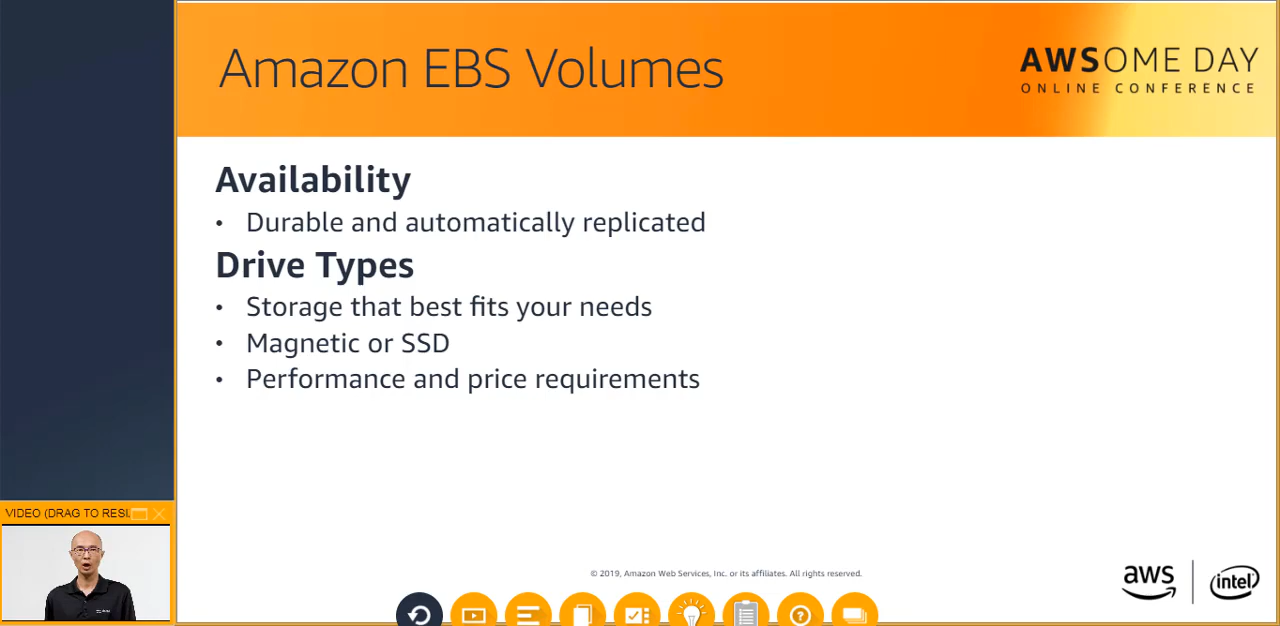 Amazon EBS Volumes
AWSOME DAY
ONLINE CONFERENCE
Availability
• Durable and automatically replicated
Drive Types
• Storage that best fits your needs
• Magnetic or SSD
• Performance and price requirements
VIDEO (DRAG TO RESI
© 2019, Amazon Web Services, Inc. or its affiliates. All rights reserved.
aws
intel